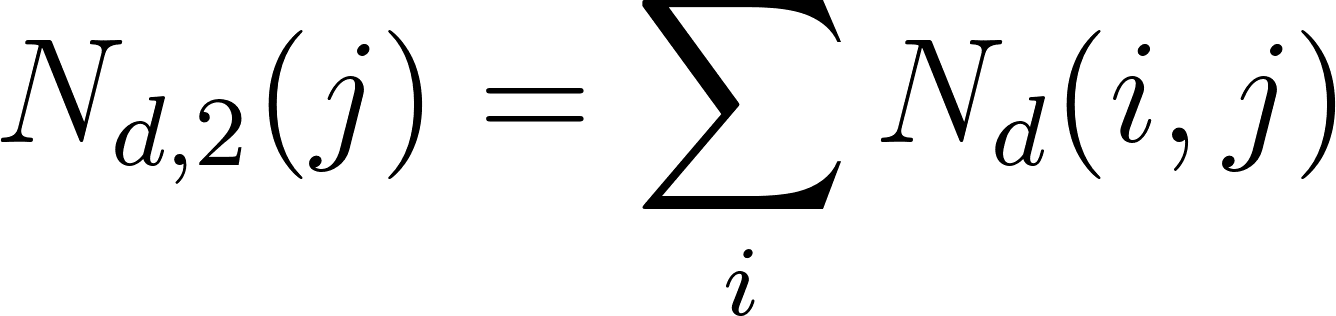 $$N_{d,2}(j) = \sum_{i} N_d(i,j)$$